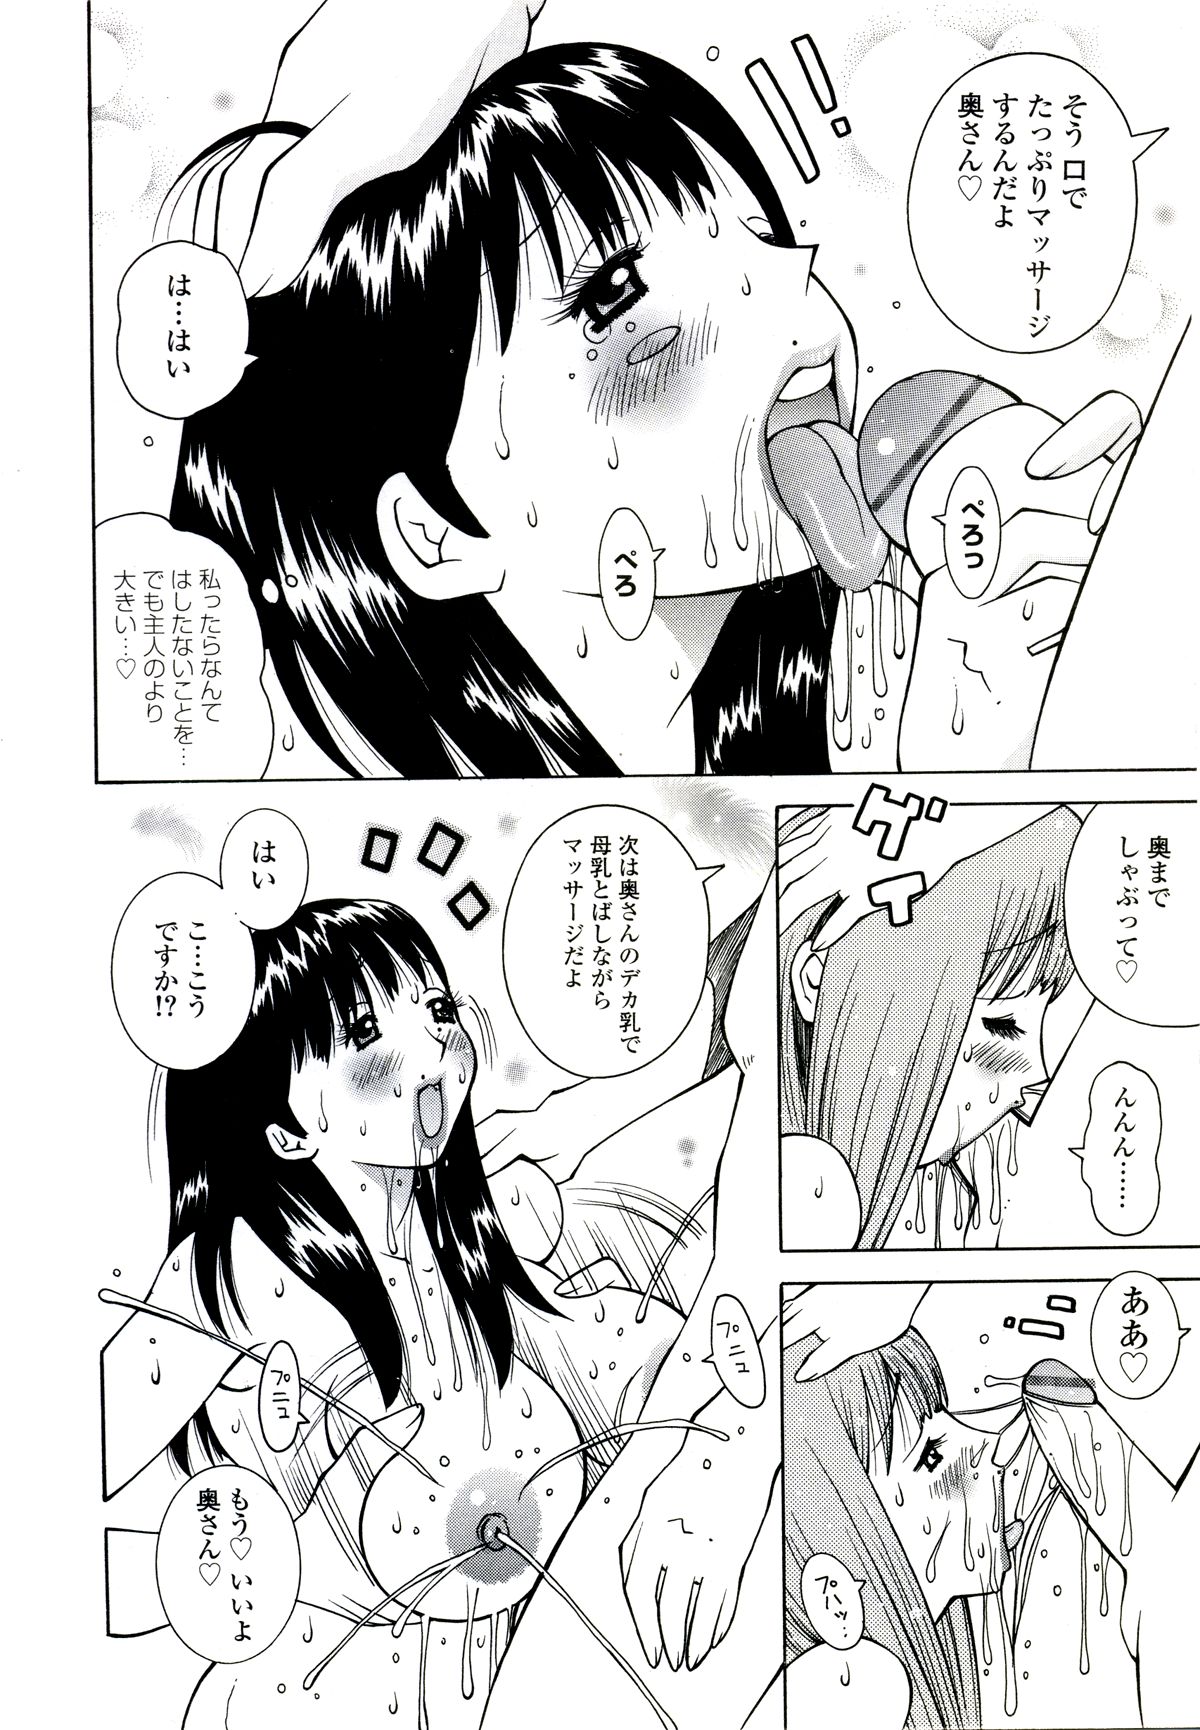 そう 口で
たっぷりマッサージ
するんだよ
奥さん♡
ぺろっ
ぺろ
は…はい
私ったらなんて
はしたないことを…
でも主人のより
大きい…♡
奥まで
しゃぶって♡
グイ
んんん……
ああ♡
プハッ…
次は奥さんのデカ乳で
母乳とばしながら
マッサージだよ
はい
こ…こう
ですか!?
プニュ
プニュ
もう♡いいよ
奥さん♡